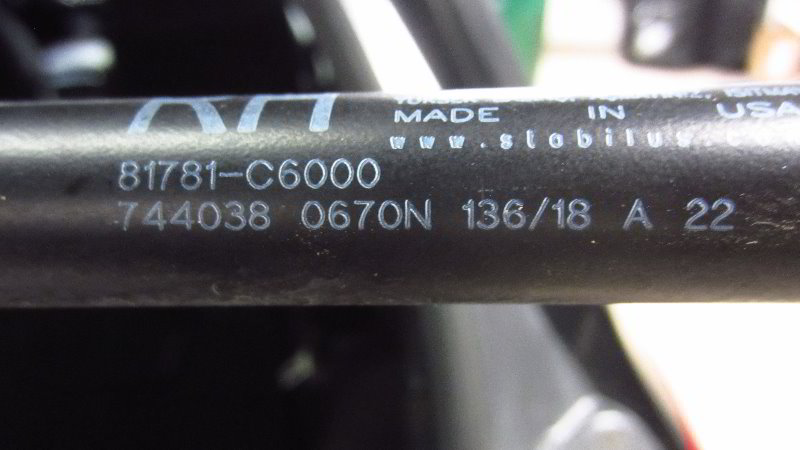 MADE IN USA
www.stabilus.
81781-C6000
744038 0670N 136/18 A 22